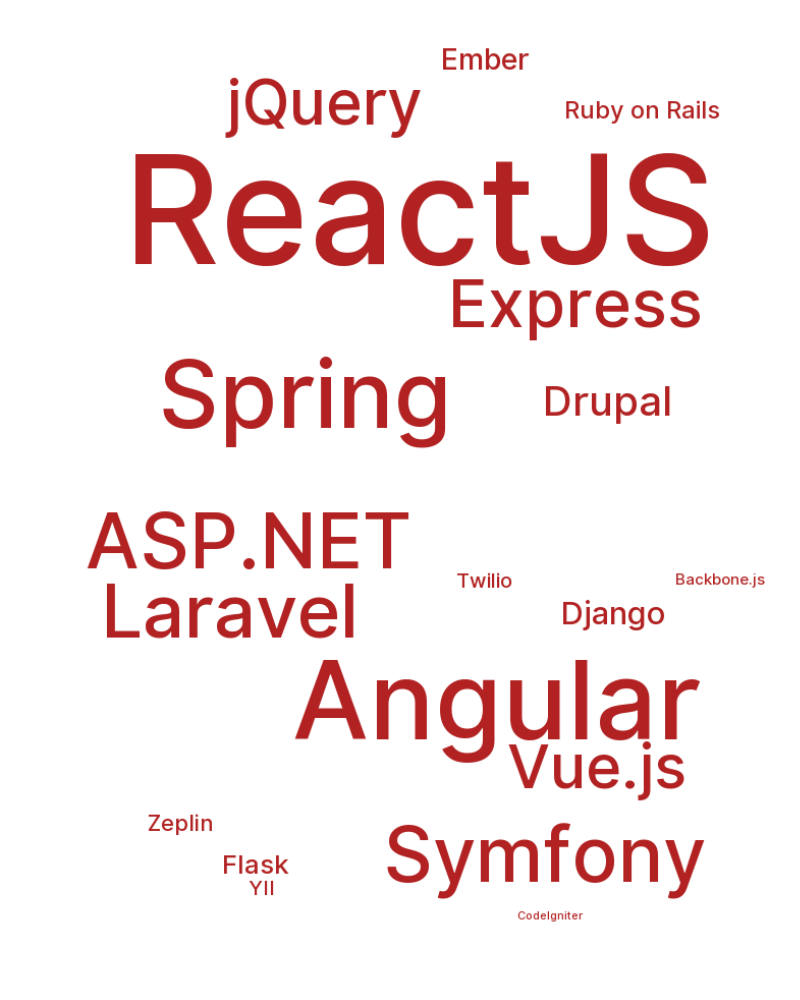 Ember
jQuery
Ruby on Rails
ReactJS
Express
Spring
Drupal
ASP.NET
Twilio
Backbone.js
Laravel
Django
Angular
Vue.js
Zeplin
Symfony
Flask
YII
CodeIgniter